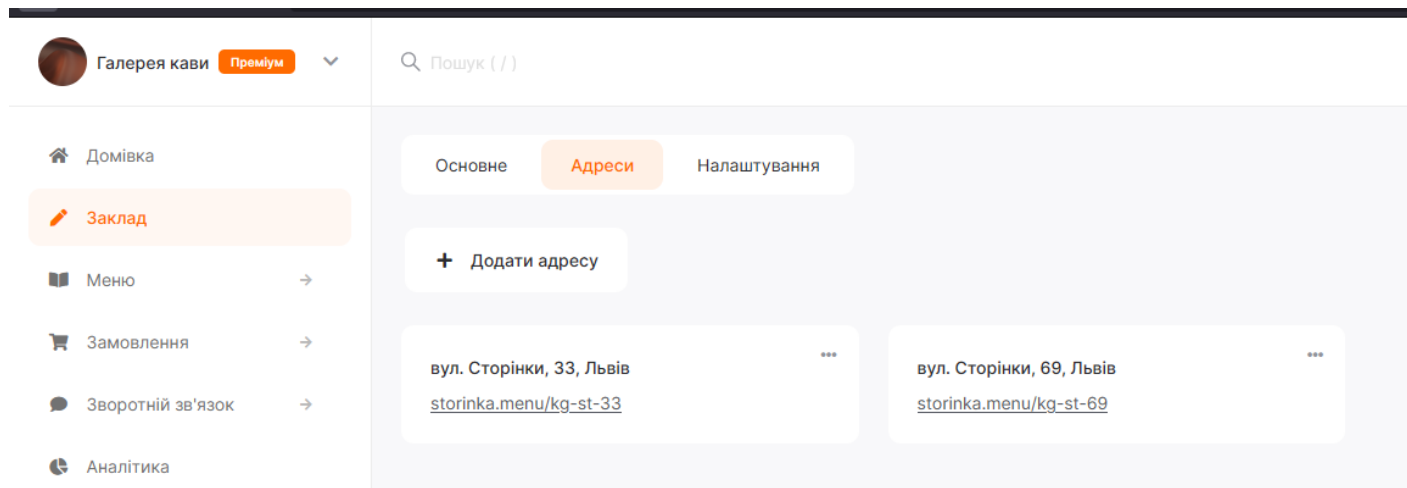 Галерея кави Преміум
Пошук ( / )
Домівка
Заклад
Меню
Замовлення
Зворотній зв'язок
Аналітика
Основне Адреси Налаштування
+ Додати адресу
вул. Сторінки, 33, Львів
storinka.menu/kg-st-33
вул. Сторінки, 69, Львів
storinka.menu/kg-st-69